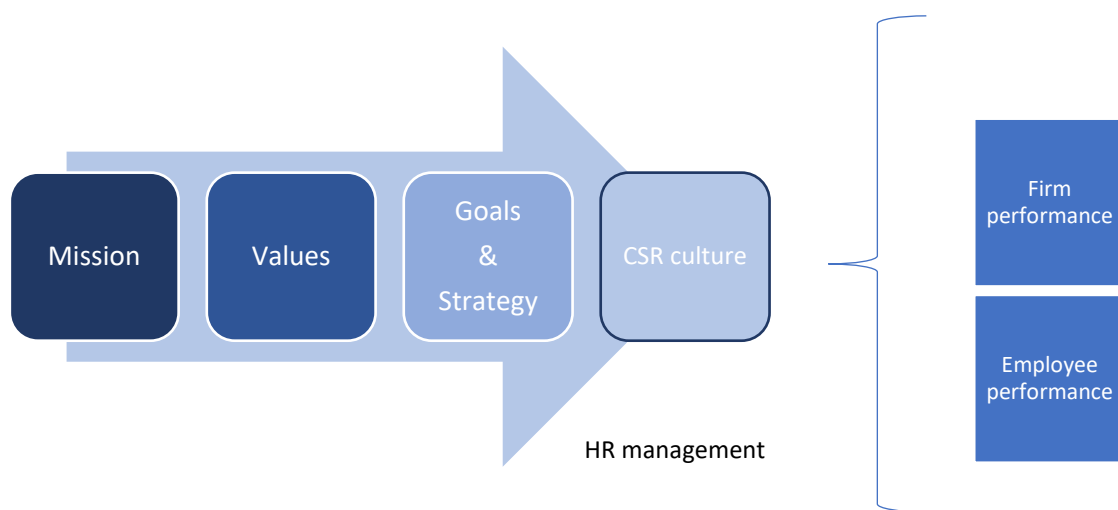 Mission
Values
Goals
&
Strategy
CSR culture
HR management
Firm
performance
Employee
performance